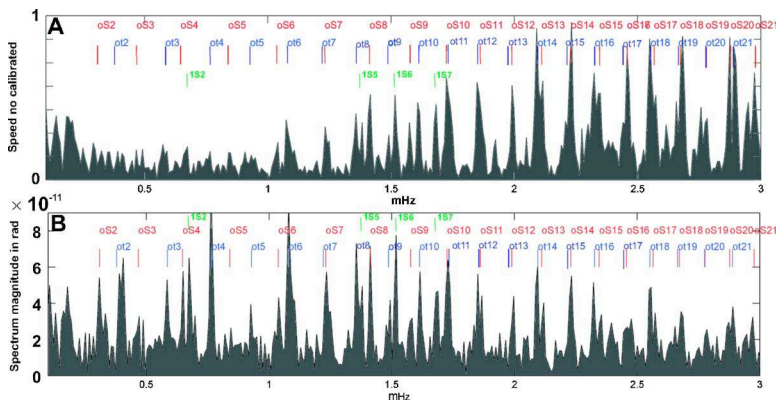 A
1
oS2 oS3 oS4 oS5 oS6 oS7 oS8 oS9 oS10 oS11 oS12 oS13 oS14 oS15 oS16 oS17 oS18 oS19 oS20 oS21
ot2 ot3 ot4 ot5 ot6 ot7 ot8 ot9 ot10 ot11 ot12 ot13 ot14 ot15 ot16 ot17 ot18 ot19 ot20 ot21
1S2 1S5 1S6 1S7
Speed no calibrated
0
0.5 1 1.5 2 2.5 3
mHz
× 10⁻¹¹
B
1S2 1S5 1S6 1S7
oS2 oS3 oS4 oS5 oS6 oS7 oS8 oS9 oS10 oS11 oS12 oS13 oS14 oS15 oS16 oS17 oS18 oS19 oS20 oS21
ot2 ot3 ot4 ot5 ot6 ot7 ot8 ot9 ot10 ot11 ot12 ot13 ot14 ot15 ot16 ot17 ot18 ot19 ot20 ot21
8
6
4
2
0
Spectrum magnitude in rad
0.5 1 1.5 2 2.5 3
mHz